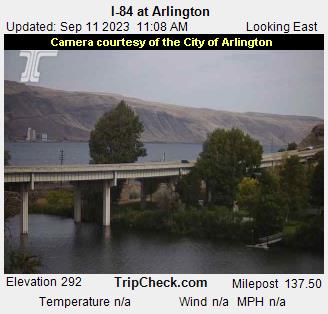 I-84 at Arlington
Updated: Sep 11 2023 11:08 AM Looking East
Camera courtesy of the City of Arlington
Elevation 292 TripCheck.com Milepost 137.50
Temperature n/a Wind n/a MPH n/a